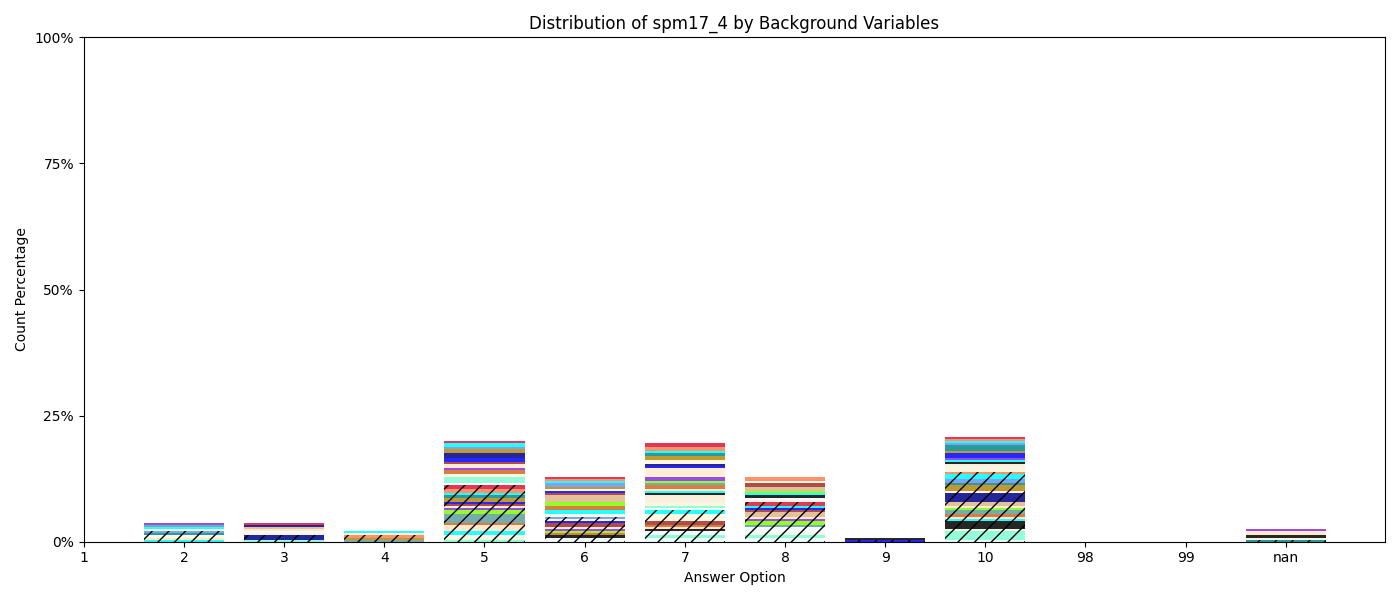 Distribution of spm17_4 by Background Variables
100%
75%
50%
25%
0%
Count Percentage
1 2 3 4 5 6 7 8 9 10 98 99 nan
Answer Option